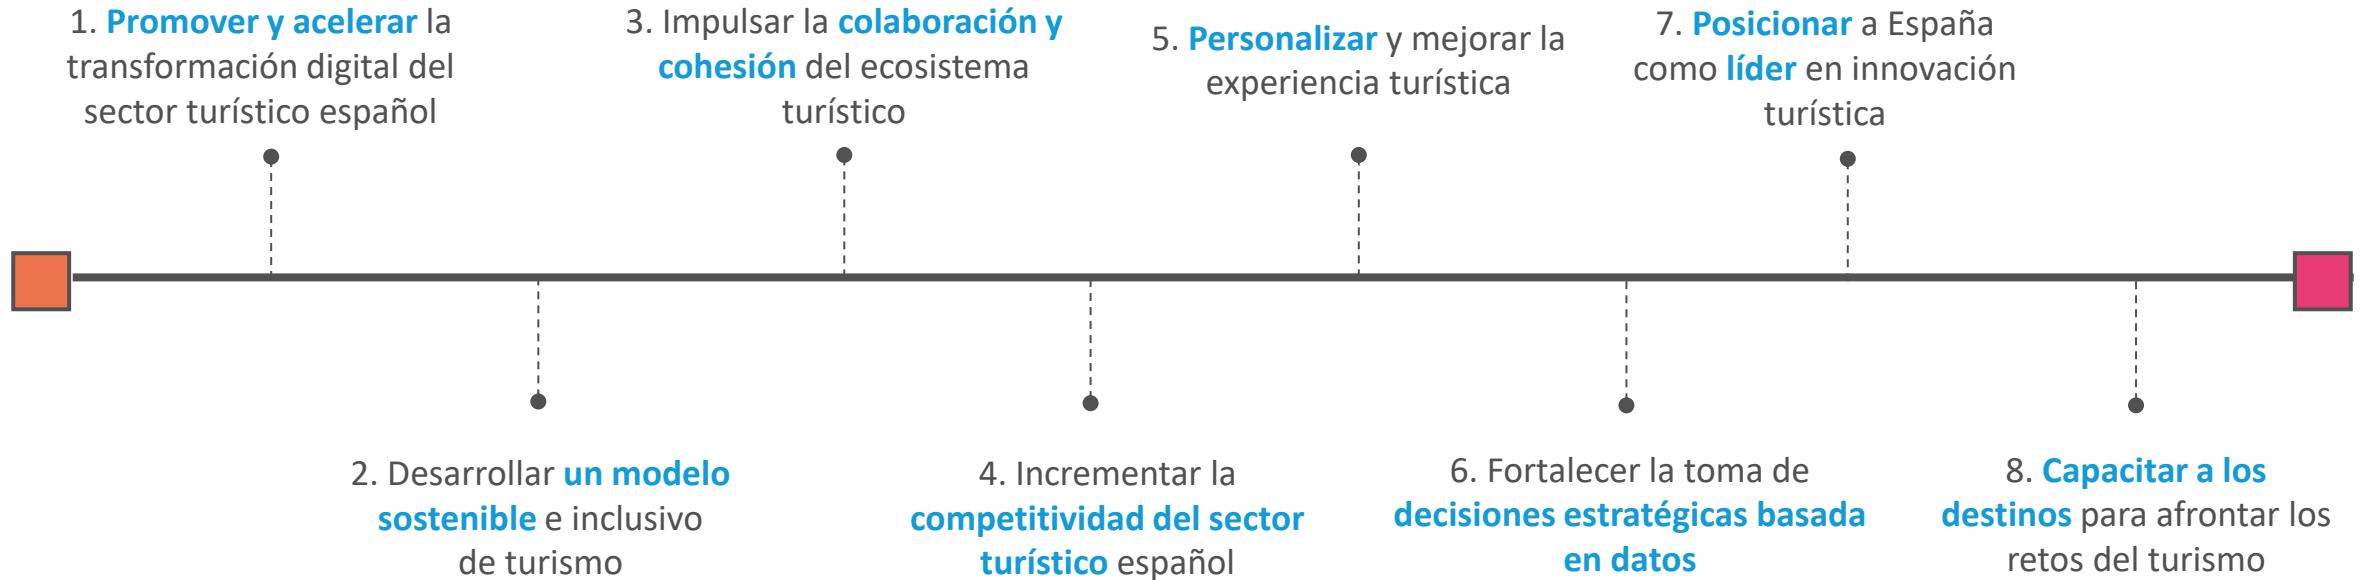 1. Promover y acelerar la
transformación digital del
sector turístico español
2. Desarrollar un modelo
sostenible e inclusivo
de turismo
3. Impulsar la colaboración y
cohesión del ecosistema
turístico
4. Incrementar la
competitividad del sector
turístico español
5. Personalizar y mejorar la
experiencia turística
6. Fortalecer la toma de
decisiones estratégicas basada
en datos
7. Posicionar a España
como líder en innovación
turística
8. Capacitar a los
destinos para afrontar los
retos del turismo